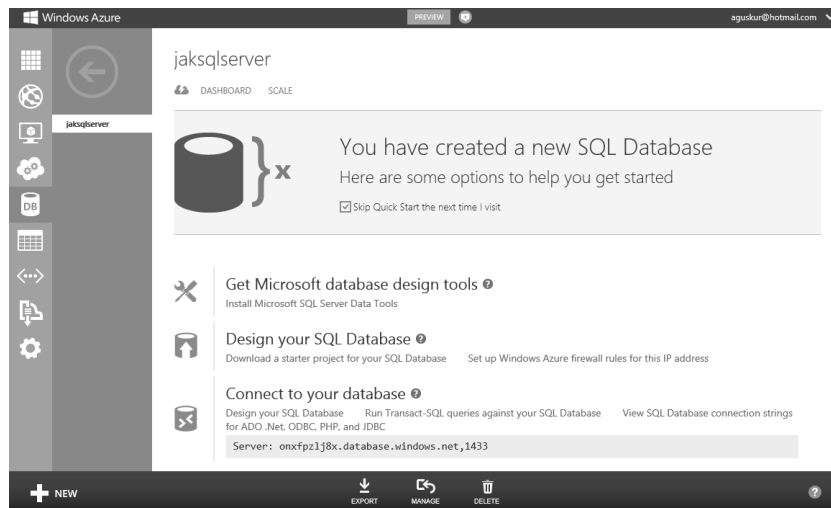 Windows Azure
PREVIEW
aguskur@hotmail.com
jaksqlserver
jaksqlserver
DASHBOARD SCALE
x
You have created a new SQL Database
Here are some options to help you get started
Skip Quick Start the next time I visit
DB
Get Microsoft database design tools ?
Install Microsoft SQL Server Data Tools
Design your SQL Database ?
Download a starter project for your SQL Database Set up Windows Azure firewall rules for this IP address
Connect to your database ?
Design your SQL Database Run Transact-SQL queries against your SQL Database View SQL Database connection strings
for ADO .Net, ODBC, PHP, and JDBC
Server: onxfpzlj8x.database.windows.net,1433
NEW
EXPORT MANAGE DELETE
?